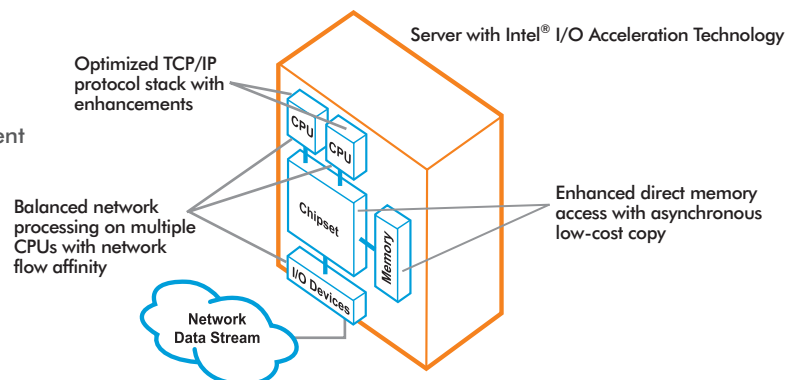 Server with Intel® I/O Acceleration Technology
Optimized TCP/IP
protocol stack with
enhancements
ent
CPU
CPU
Balanced network
processing on multiple
CPUs with network
flow affinity
Chipset
Memory
I/O Devices
Enhanced direct memory
access with asynchronous
low-cost copy
Network
Data Stream